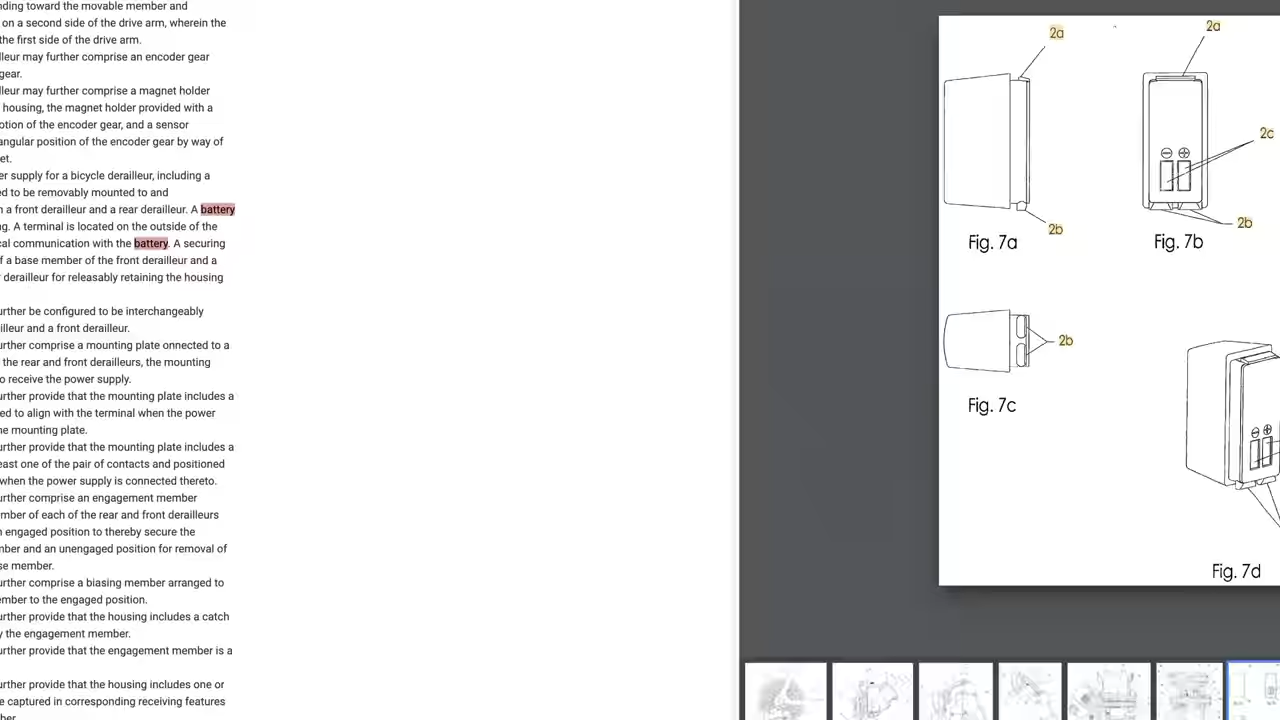 nding toward the movable member and
on a second side of the drive arm, wherein the
the first side of the drive arm.
lleur may further comprise an encoder gear
gear.
lleur may further comprise a magnet holder
housing, the magnet holder provided with a
otion of the encoder gear, and a sensor
angular position of the encoder gear by way of
et.
er supply for a bicycle derailleur, including a
ed to be removably mounted to and
n a front derailleur and a rear derailleur. A battery
ng. A terminal is located on the outside of the
cal communication with the battery. A securing
f a base member of the front derailleur and a
r derailleur for releasably retaining the housing
urther be configured to be interchangeably
illeur and a front derailleur.
urther comprise a mounting plate onnected to a
the rear and front derailleurs, the mounting
o receive the power supply.
urther provide that the mounting plate includes a
ed to align with the terminal when the power
he mounting plate.
urther provide that the mounting plate includes a
east one of the pair of contacts and positioned
when the power supply is connected thereto.
urther comprise an engagement member
mber of each of the rear and front derailleurs
n engaged position to thereby secure the
mber and an unengaged position for removal of
se member.
urther comprise a biasing member arranged to
ember to the engaged position.
urther provide that the housing includes a catch
y the engagement member.
urther provide that the engagement member is a
urther provide that the housing includes one or
e captured in corresponding receiving features
ber.
2a
2b
Fig. 7a
2a
2c
2b
Fig. 7b
2b
Fig. 7c
Fig. 7d